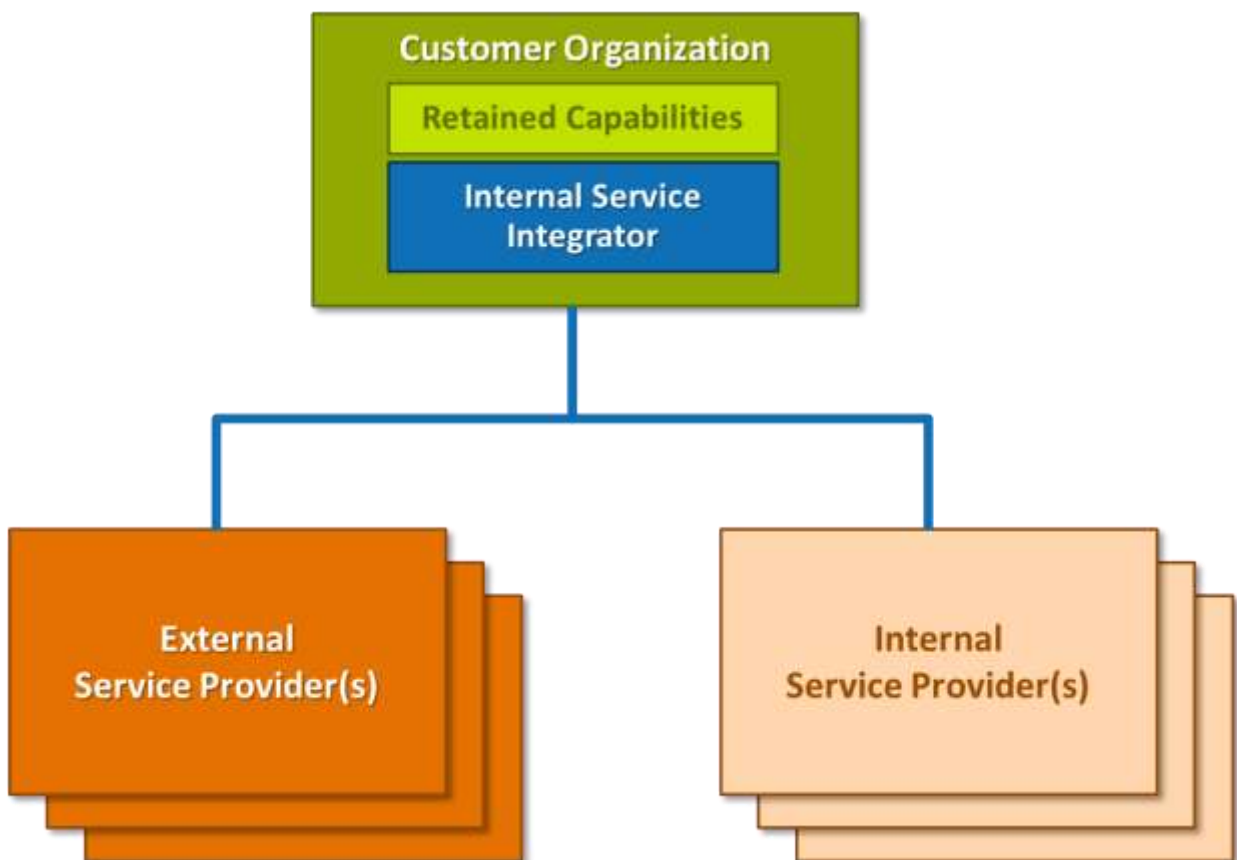 Customer Organization
Retained Capabilities
Internal Service
Integrator
External
Service Provider(s)
Internal
Service Provider(s)